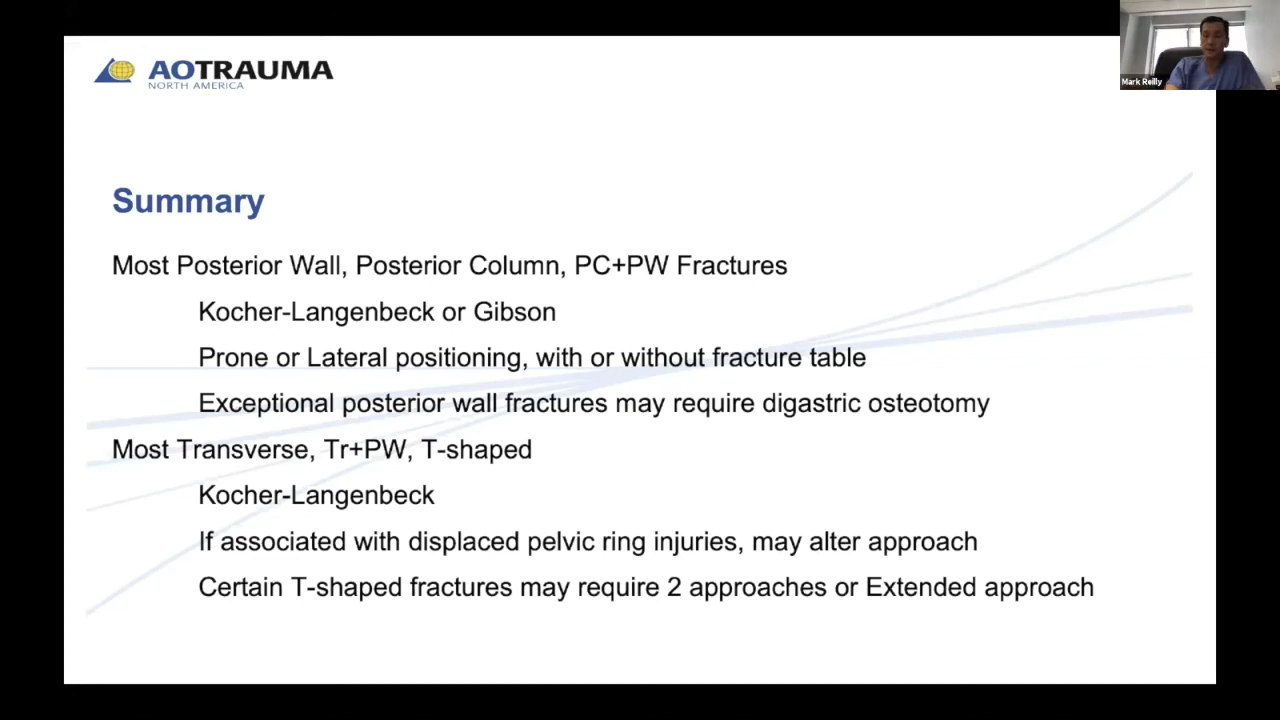 AOTRAUMA
NORTH AMERICA
Mark Reilly
Summary
Most Posterior Wall, Posterior Column, PC+PW Fractures
Kocher-Langenbeck or Gibson
Prone or Lateral positioning, with or without fracture table
Exceptional posterior wall fractures may require digastric osteotomy
Most Transverse, Tr+PW, T-shaped
Kocher-Langenbeck
If associated with displaced pelvic ring injuries, may alter approach
Certain T-shaped fractures may require 2 approaches or Extended approach